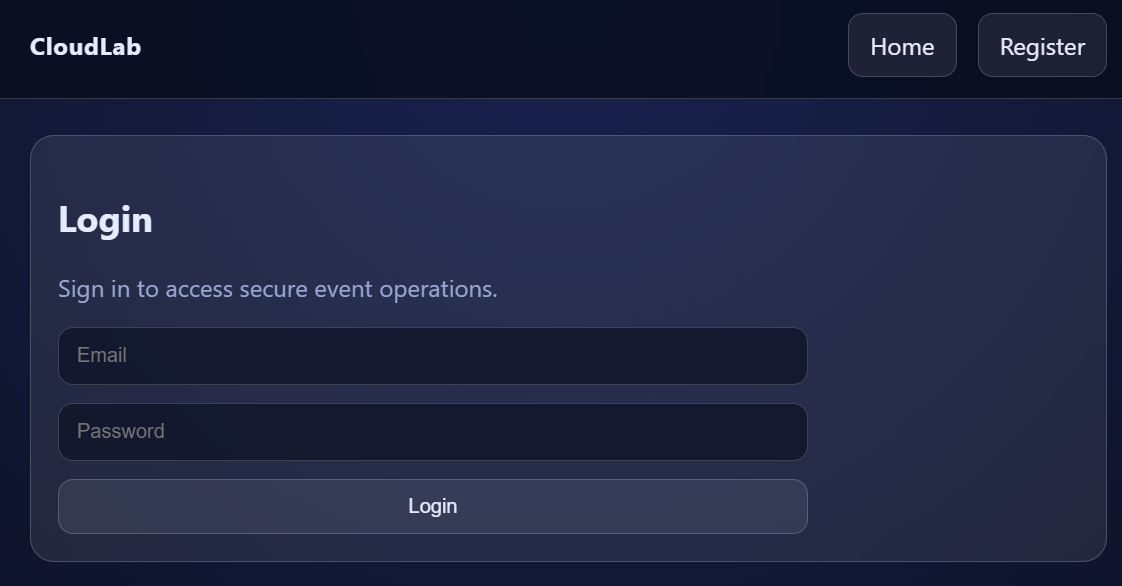 CloudLab
Home
Register
Login
Sign in to access secure event operations.
Email
Password
Login